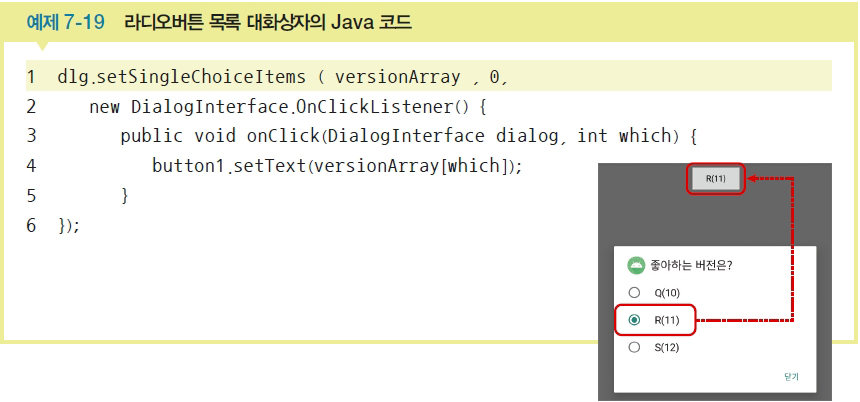 예제 7-19 라디오버튼 목록 대화상자의 Java 코드
1 dlg.setSingleChoiceItems ( versionArray , 0,
2 new DialogInterface.OnClickListener() {
3 public void onClick(DialogInterface dialog, int which) {
4 button1.setText(versionArray[which]);
5 }
6 });
R(11)
좋아하는 버전은?
Q(10)
R(11)
S(12)
닫기